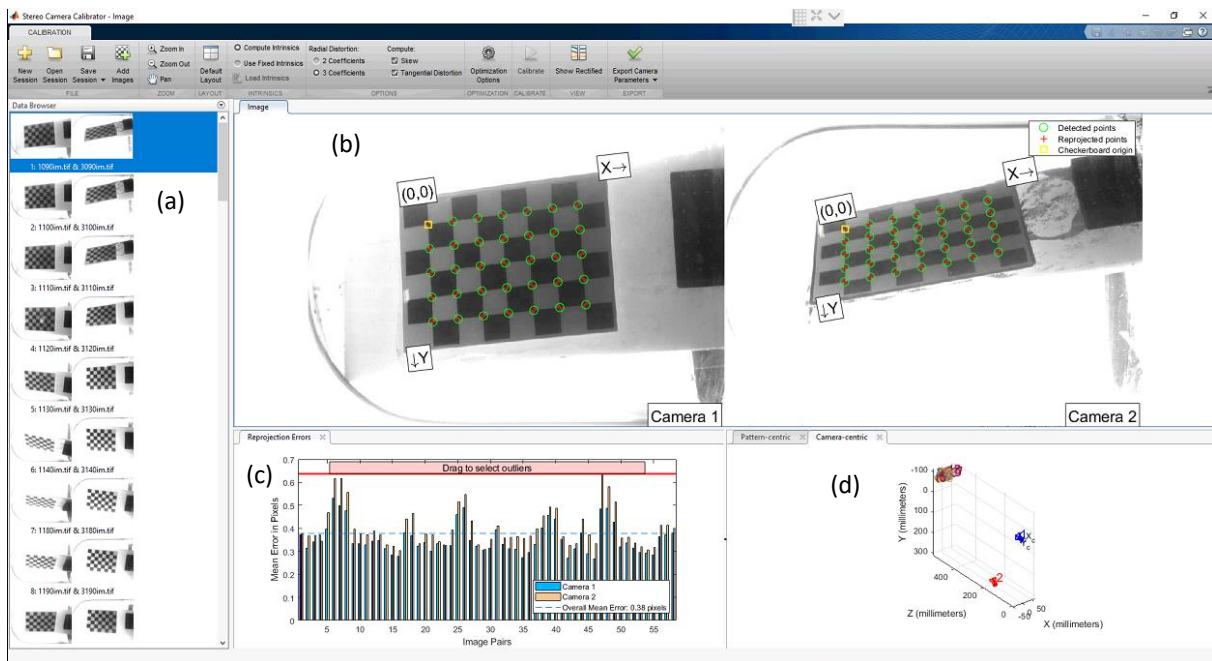 Stereo Camera Calibrator - Image
CALIBRATION
New Session
Open Session
Save Session
Add Images
Zoom In
Zoom Out
Pan
Default Layout
Compute Intrinsics
Use Fixed Intrinsics
Load Intrinsics
Radial Distortion:
2 Coefficients
3 Coefficients
Compute:
Skew
Tangential Distortion
Optimization Options
Calibrate
Show Rectified
Export Camera Parameters
FILE
ZOOM
LAYOUT
INTRINSICS
OPTIONS
OPTIMIZATION
CALIBRATE
VIEW
EXPORT
Data Browser
1: 1090im.tif & 3090im.tif
(a)
2: 1100im.tif & 3100im.tif
3: 1110im.tif & 3110im.tif
4: 1120im.tif & 3120im.tif
5: 1130im.tif & 3130im.tif
6: 1140im.tif & 3140im.tif
7: 1180im.tif & 3180im.tif
8: 1190im.tif & 3190im.tif
Image
(b)
(0,0)
X→
↓Y
Camera 1
Detected points
Reprojected points
Checkerboard origin
(0,0)
X→
↓Y
Camera 2
Reprojection Errors
(c)
Drag to select outliers
Mean Error in Pixels
0.7
0.6
0.5
0.4
0.3
0.2
0.1
0
Camera 1
Camera 2
Overall Mean Error: 0.38 pixels
5 10 15 20 25 30 35 40 45 50 55
Image Pairs
Pattern-centric
Camera-centric
(d)
Y (millimeters)
-100
0
100
200
300
Xc
2
400
200
0
Z (millimeters)
-50 0 50
X (millimeters)